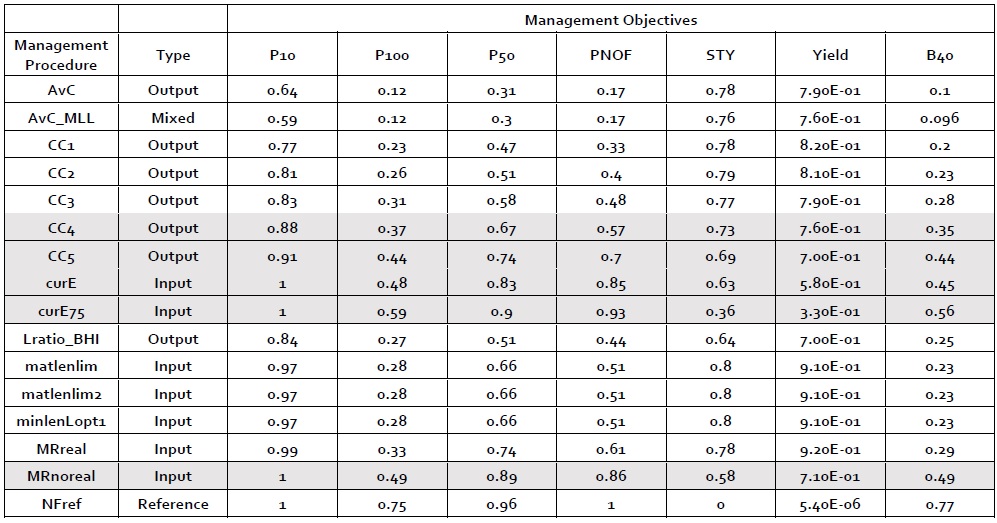 Management Objectives
Management Procedure Type P10 P100 P50 PNOF STY Yield B40
AvC Output 0.64 0.12 0.31 0.17 0.78 7.90E-01 0.1
AvC_MLL Mixed 0.59 0.12 0.3 0.17 0.76 7.60E-01 0.096
CC1 Output 0.77 0.23 0.47 0.33 0.78 8.20E-01 0.2
CC2 Output 0.81 0.26 0.51 0.4 0.79 8.10E-01 0.23
CC3 Output 0.83 0.31 0.58 0.48 0.77 7.90E-01 0.28
CC4 Output 0.88 0.37 0.67 0.57 0.73 7.60E-01 0.35
CC5 Output 0.91 0.44 0.74 0.7 0.69 7.00E-01 0.44
curE Input 1 0.48 0.83 0.85 0.63 5.80E-01 0.45
curE75 Input 1 0.59 0.9 0.93 0.36 3.30E-01 0.56
Lratio_BHI Output 0.84 0.27 0.51 0.44 0.64 7.00E-01 0.25
matlenlim Input 0.97 0.28 0.66 0.51 0.8 9.10E-01 0.23
matlenlim2 Input 0.97 0.28 0.66 0.51 0.8 9.10E-01 0.23
minlenLopt1 Input 0.97 0.28 0.66 0.51 0.8 9.10E-01 0.23
MRreal Input 0.99 0.33 0.74 0.61 0.78 9.20E-01 0.29
MRnoreal Input 1 0.49 0.89 0.86 0.58 7.10E-01 0.49
NFref Reference 1 0.75 0.96 1 0 5.40E-06 0.77